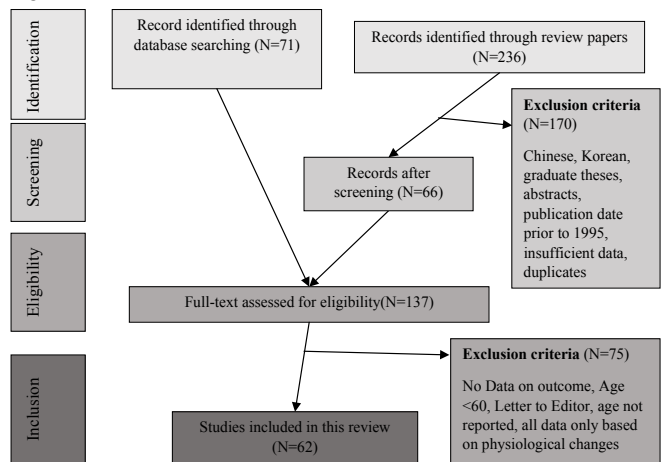 Identification
Record identified through
database searching (N=71)
Records identified through review papers
(N=236)
Screening
Records after
screening (N=66)
Exclusion criteria
(N=170)
Chinese, Korean,
graduate theses,
abstracts,
publication date
prior to 1995,
insufficient data,
duplicates
Eligibility
Full-text assessed for eligibility(N=137)
Exclusion criteria (N=75)
No Data on outcome, Age
<60, Letter to Editor, age not
reported, all data only based
on physiological changes
Inclusion
Studies included in this review
(N=62)